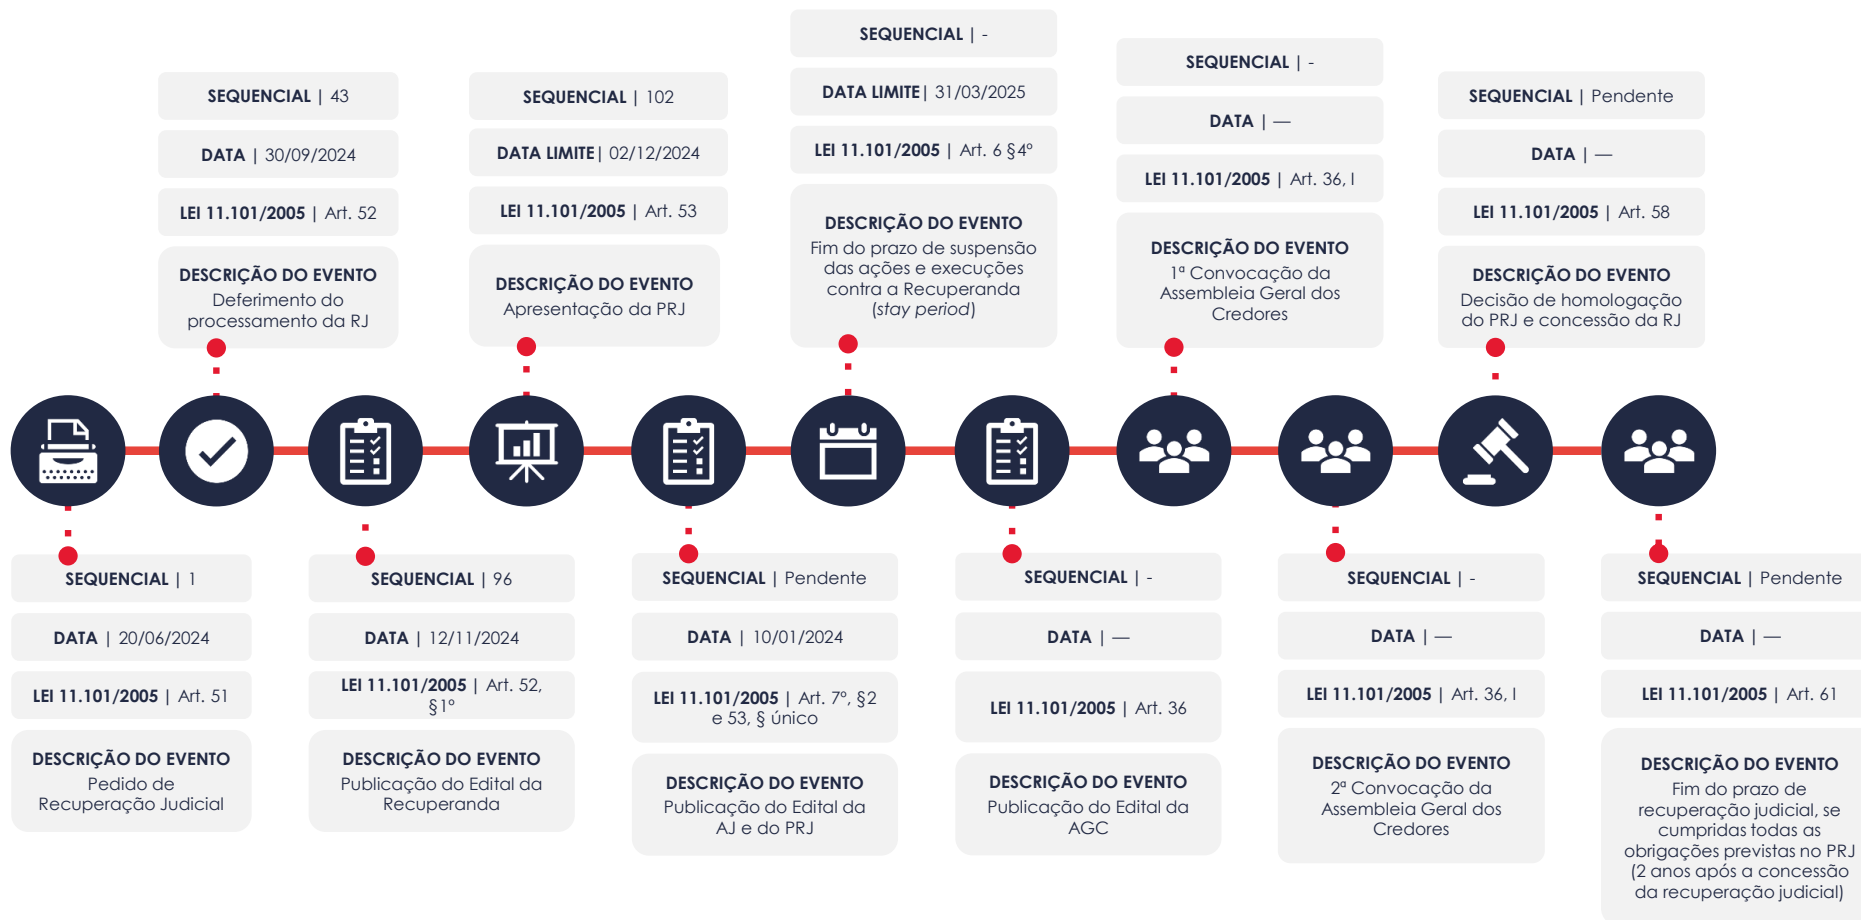 SEQUENCIAL | 43
DATA | 30/09/2024
LEI 11.101/2005 | Art. 52
DESCRIÇÃO DO EVENTO
Deferimento do
processamento da RJ
SEQUENCIAL | 102
DATA LIMITE| 02/12/2024
LEI 11.101/2005 | Art. 53
DESCRIÇÃO DO EVENTO
Apresentação da PRJ
SEQUENCIAL | -
DATA LIMITE| 31/03/2025
LEI 11.101/2005 | Art. 6 §4º
DESCRIÇÃO DO EVENTO
Fim do prazo de suspensão
das ações e execuções
contra a Recuperanda
(stay period)
SEQUENCIAL | -
DATA | —
LEI 11.101/2005 | Art. 36, I
DESCRIÇÃO DO EVENTO
1ª Convocação da
Assembleia Geral dos
Credores
SEQUENCIAL | Pendente
DATA | —
LEI 11.101/2005 | Art. 58
DESCRIÇÃO DO EVENTO
Decisão de homologação
do PRJ e concessão da RJ
SEQUENCIAL | 1
DATA | 20/06/2024
LEI 11.101/2005 | Art. 51
DESCRIÇÃO DO EVENTO
Pedido de
Recuperação Judicial
SEQUENCIAL | 96
DATA | 12/11/2024
LEI 11.101/2005 | Art. 52,
§1º
DESCRIÇÃO DO EVENTO
Publicação do Edital da
Recuperanda
SEQUENCIAL | Pendente
DATA | 10/01/2024
LEI 11.101/2005 | Art. 7º, §2
e 53, § único
DESCRIÇÃO DO EVENTO
Publicação do Edital da
AJ e do PRJ
SEQUENCIAL | -
DATA | —
LEI 11.101/2005 | Art. 36
DESCRIÇÃO DO EVENTO
Publicação do Edital da
AGC
SEQUENCIAL | -
DATA | —
LEI 11.101/2005 | Art. 36, I
DESCRIÇÃO DO EVENTO
2ª Convocação da
Assembleia Geral dos
Credores
SEQUENCIAL | Pendente
DATA | —
LEI 11.101/2005 | Art. 61
DESCRIÇÃO DO EVENTO
Fim do prazo de
recuperação judicial, se
cumpridas todas as
obrigações previstas no PRJ
(2 anos após a concessão
da recuperação judicial)